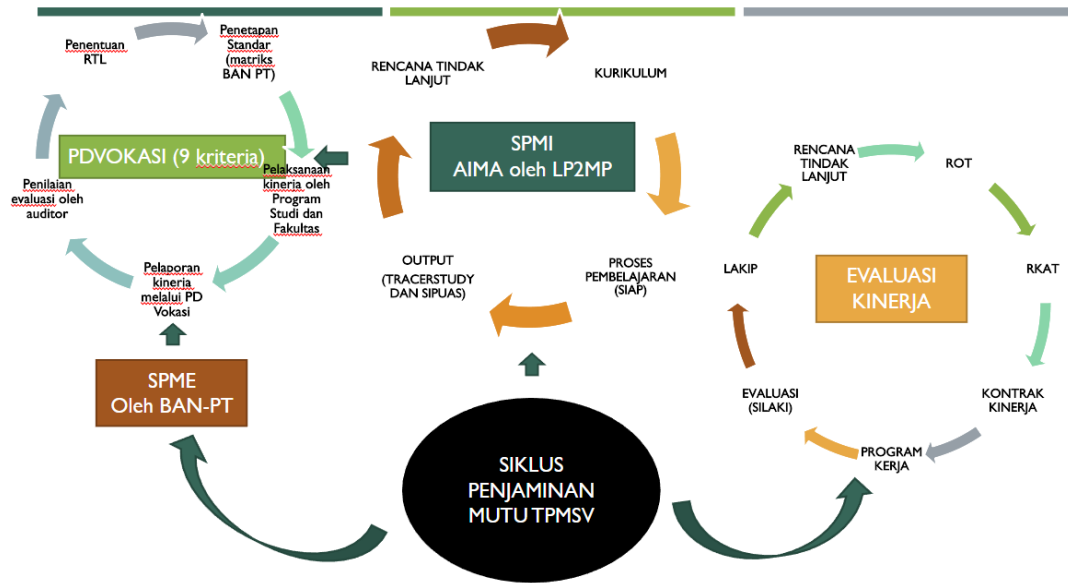 Penentuan
RTL
Penetapan
Standar
(matriks
BAN PT)
PDVOKASI (9 kriteria)
Pelaksanaan
kineria oleh
Program
Studi dan
Fakultas
Pelaporan
kineria
melalui PD
Vokasi
Penilaian
evaluasi oleh
auditor
SPME
Oleh BAN-PT
RENCANA TINDAK
LANJUT
KURIKULUM
SPMI
AIMA oleh LP2MP
PROSES
PEMBELAJARAN
(SIAP)
OUTPUT
(TRACERSTUDY
DAN SIPUAS)
SIKLUS
PENJAMINAN
MUTU TPMSV
RENCANA
TINDAK
LANJUT
ROT
RKAT
KONTRAK
KINERJA
PROGRAM
KERJA
EVALUASI
(SILAKI)
LAKIP
EVALUASI
KINERJA